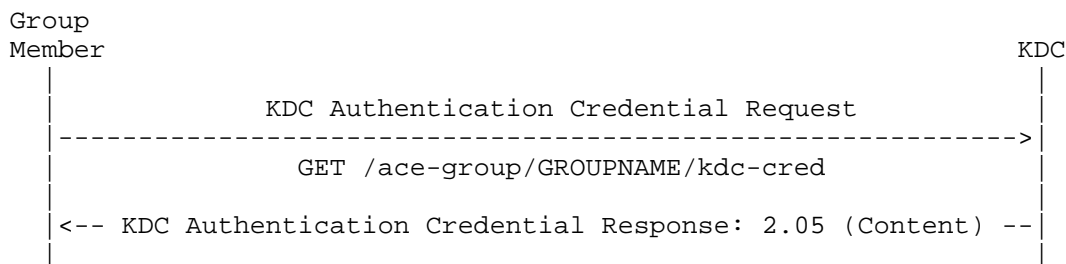 Group
Member KDC
KDC Authentication Credential Request
------------------------------------------------------------>
GET /ace-group/GROUPNAME/kdc-cred
<-- KDC Authentication Credential Response: 2.05 (Content) --